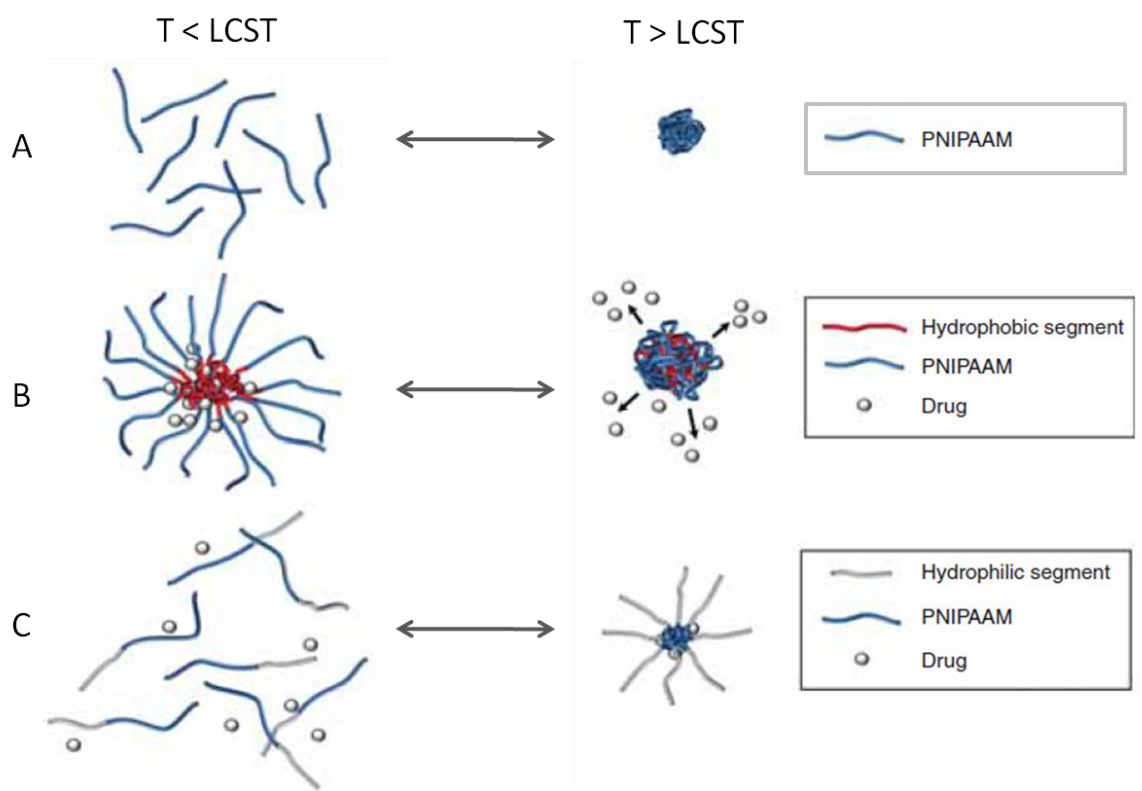 T < LCST
T > LCST
A
PNIPAAM
B
Hydrophobic segment
PNIPAAM
Drug
C
Hydrophilic segment
PNIPAAM
Drug